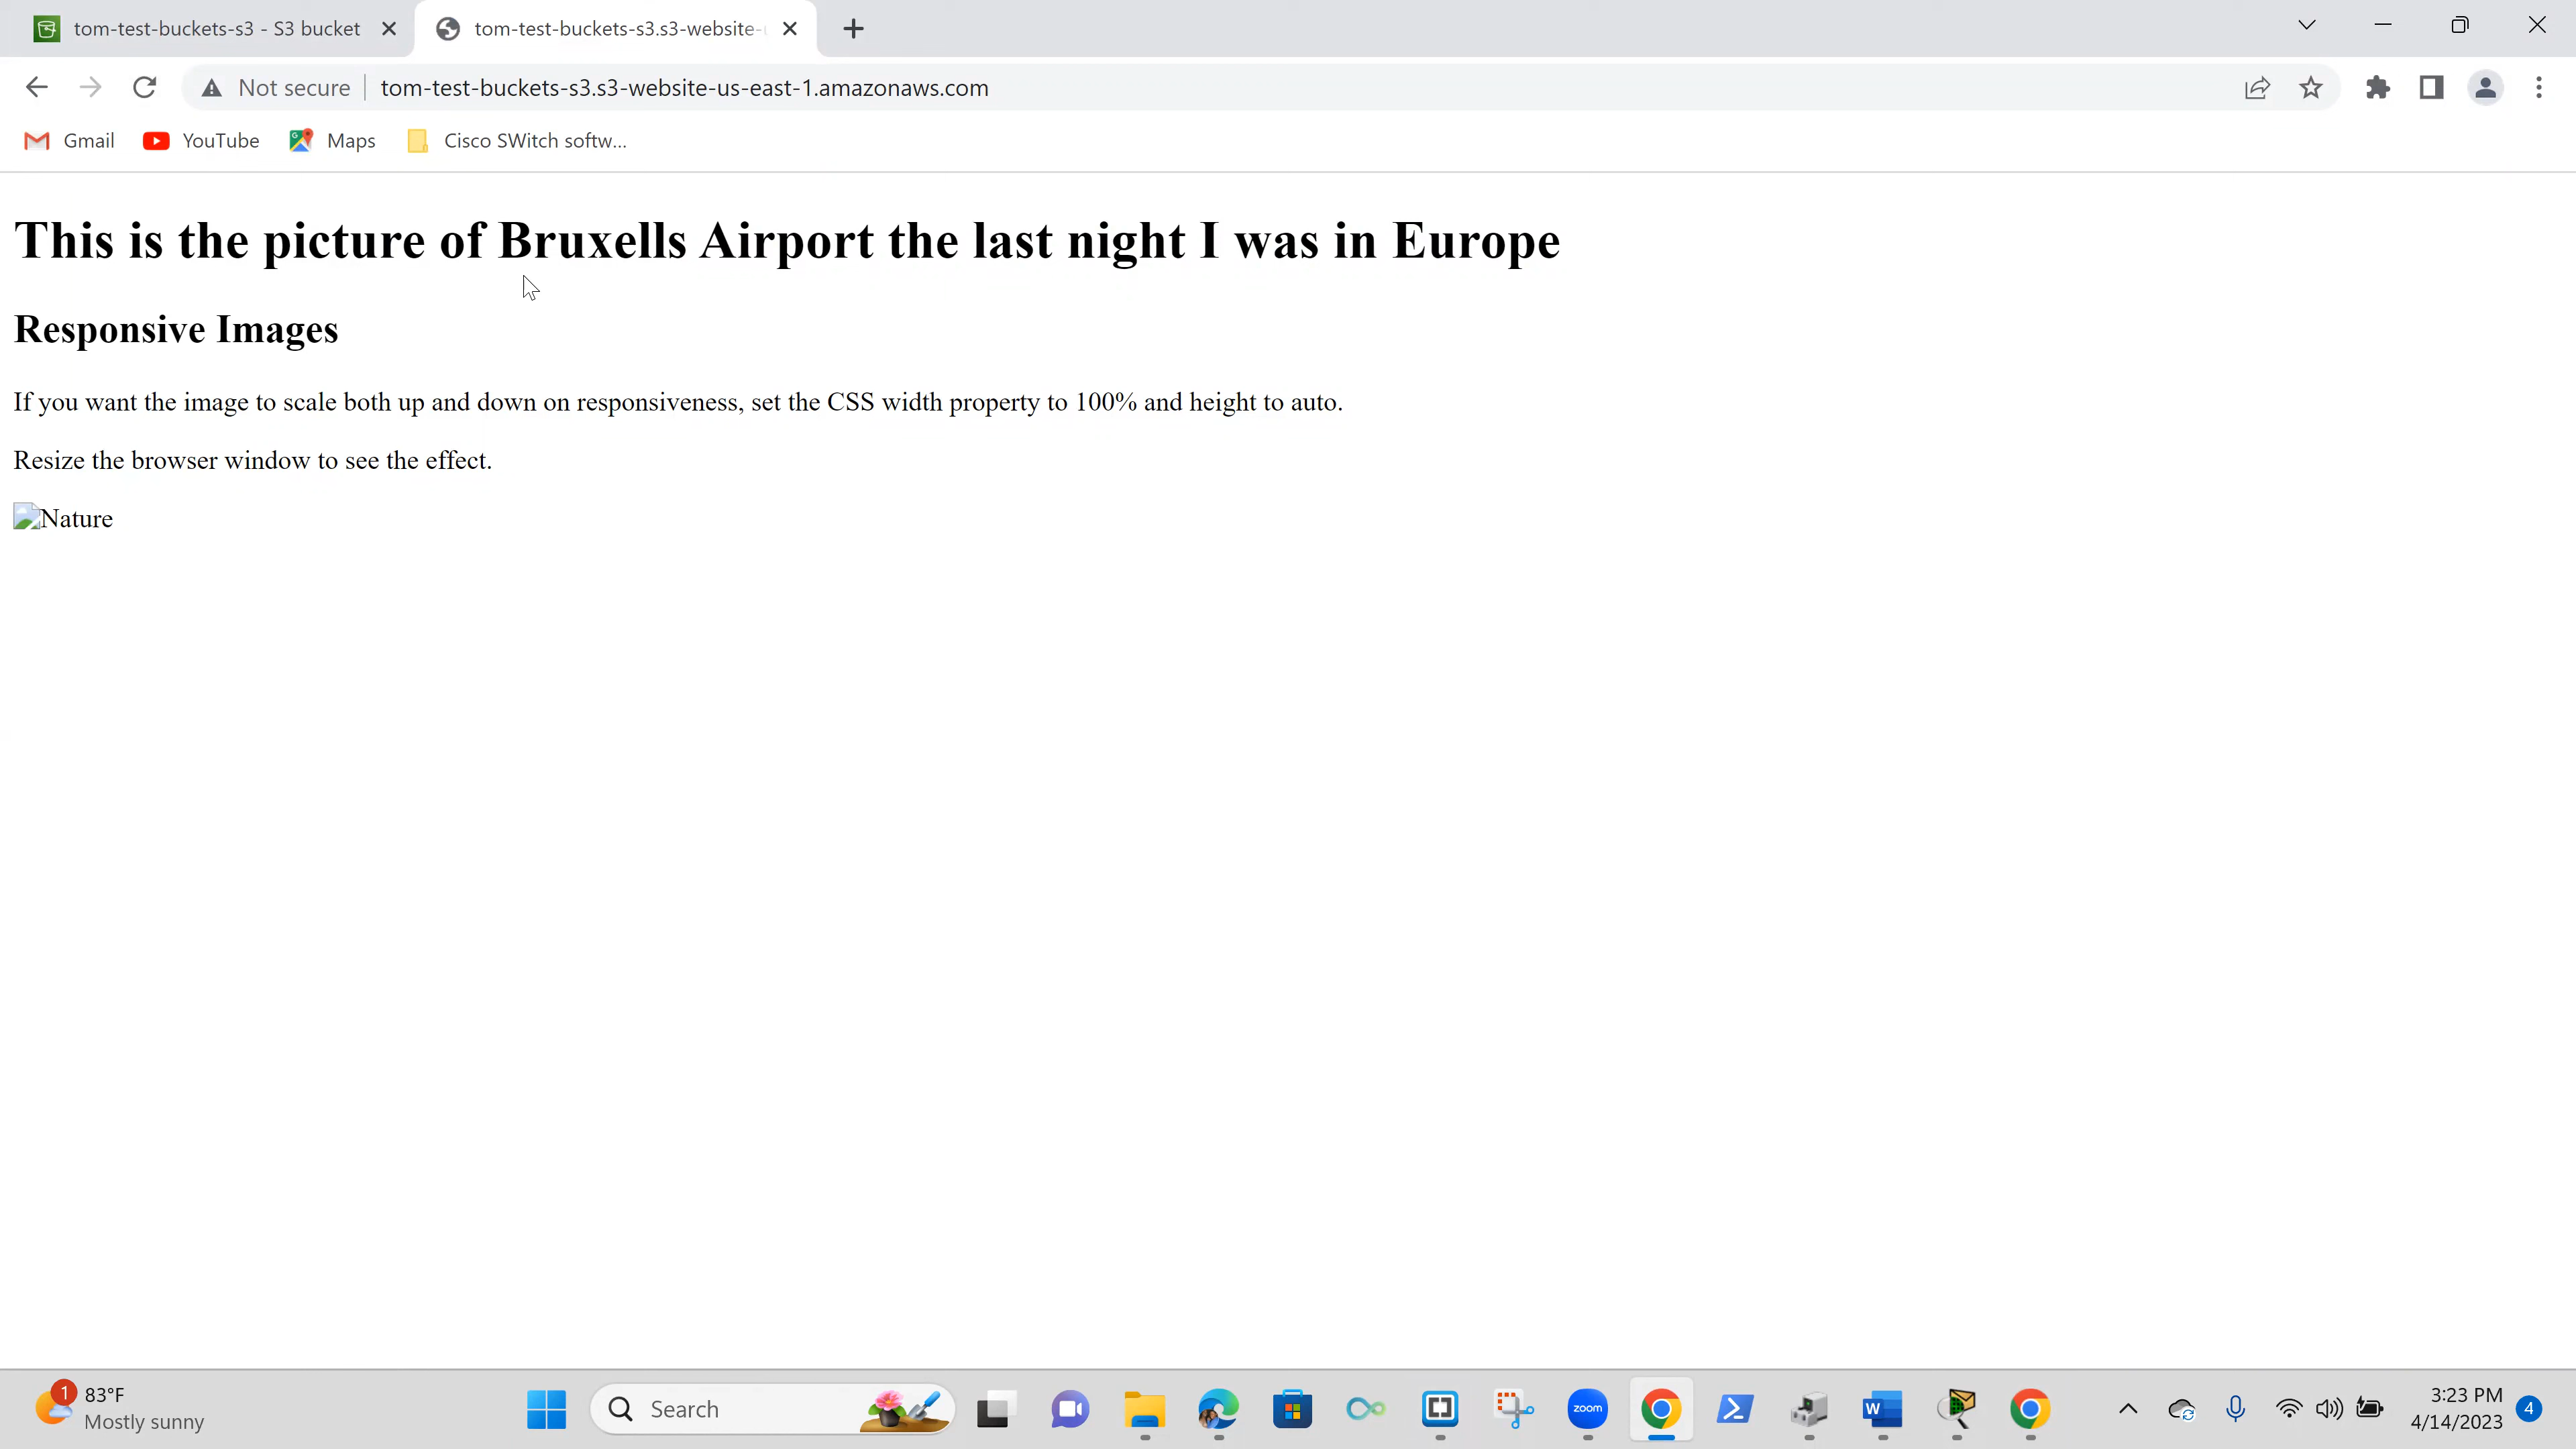 tom-test-buckets-s3 - S3 bucket
tom-test-buckets-s3.s3-website-
Not secure
tom-test-buckets-s3.s3-website-us-east-1.amazonaws.com
Gmail
YouTube
Maps
Cisco SWitch softw...
This is the picture of Bruxells Airport the last night I was in Europe
Responsive Images
If you want the image to scale both up and down on responsiveness, set the CSS width property to 100% and height to auto.
Resize the browser window to see the effect.
Nature
1
83°F
Mostly sunny
Search
zoom
W
3:23 PM
4/14/2023
4